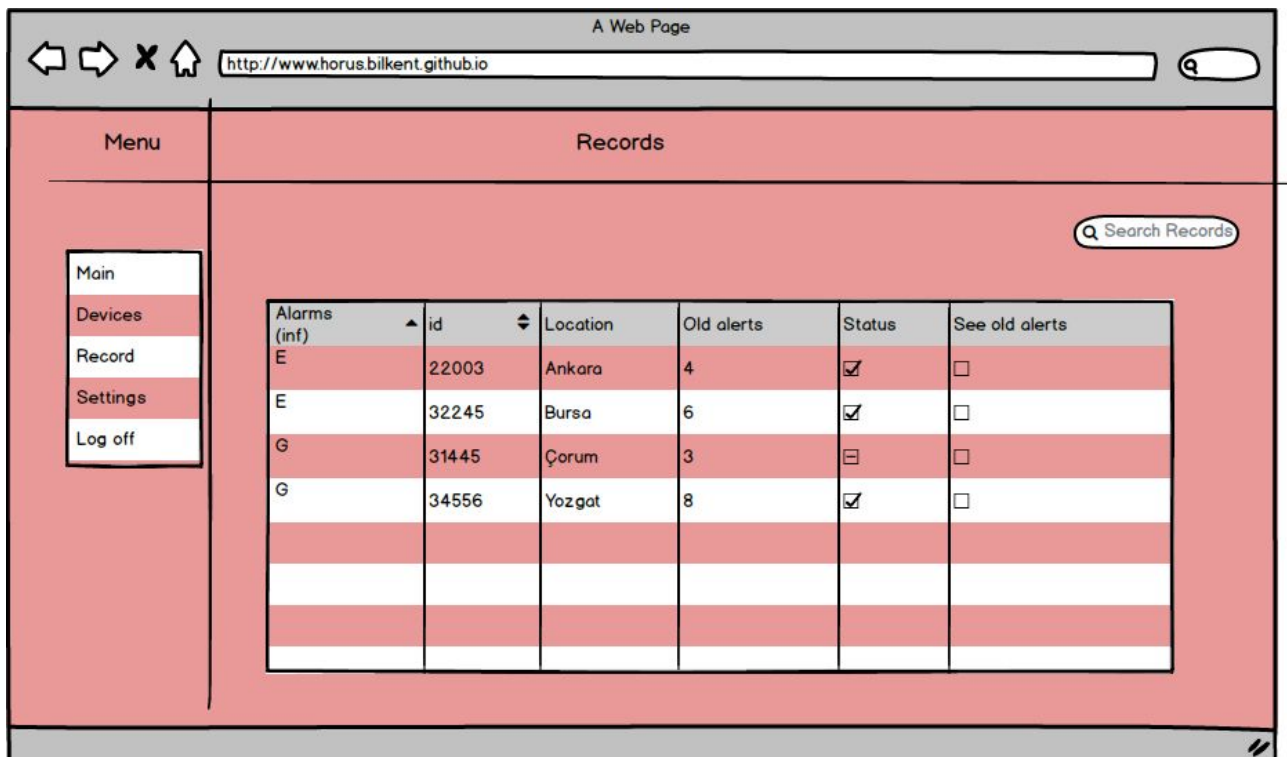 A Web Page
http://www.horus.bilkent.github.io
Menu
Records
Search Records
Main
Devices
Record
Settings
Log off
Alarms (inf) id Location Old alerts Status See old alerts
E 22003 Ankara 4
E 32245 Bursa 6
G 31445 Çorum 3
G 34556 Yozgat 8